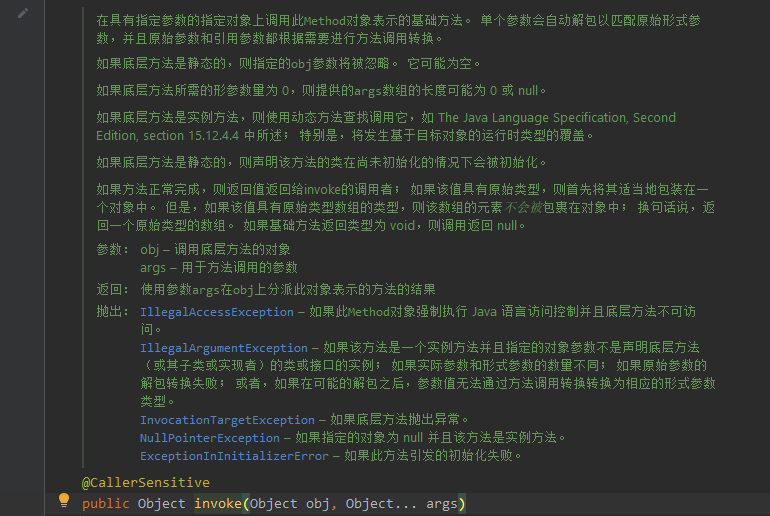 在具有指定参数的指定对象上调用此Method对象表示的基础方法。 单个参数会自动解包以匹配原始形式参
数，并且原始参数和引用参数都根据需要进行方法调用转换。
如果底层方法是静态的，则指定的obj参数将被忽略。 它可能为空。
如果底层方法所需的形参数量为 0，则提供的args数组的长度可能为 0 或 null。
如果底层方法是实例方法，则使用动态方法查找调用它，如 The Java Language Specification, Second
Edition, section 15.12.4.4 中所述； 特别是，将发生基于目标对象的运行时类型的覆盖。
如果底层方法是静态的，则声明该方法的类在尚未初始化的情况下会被初始化。
如果方法正常完成，则返回值返回给invoke的调用者； 如果该值具有原始类型，则首先将其适当地包装在一
个对象中。 但是，如果该值具有原始类型数组的类型，则该数组的元素不会被包裹在对象中； 换句话说，返
回一个原始类型的数组。 如果基础方法返回类型为 void，则调用返回 null。
参数： obj – 调用底层方法的对象
args – 用于方法调用的参数
返回： 使用参数args在obj上分派此对象表示的方法的结果
抛出： IllegalAccessException – 如果此Method对象强制执行 Java 语言访问控制并且底层方法不可访
问。
IllegalArgumentException – 如果该方法是一个实例方法并且指定的对象参数不是声明底层方法
（或其子类或实现者）的类或接口的实例； 如果实际参数和形式参数的数量不同； 如果原始参数的
解包转换失败； 或者，如果在可能的解包之后，参数值无法通过方法调用转换转换为相应的形式参数
类型。
InvocationTargetException – 如果底层方法抛出异常。
NullPointerException – 如果指定的对象为 null 并且该方法是实例方法。
ExceptionInInitializerError – 如果此方法引发的初始化失败。
@CallerSensitive
public Object invoke(Object obj, Object... args)